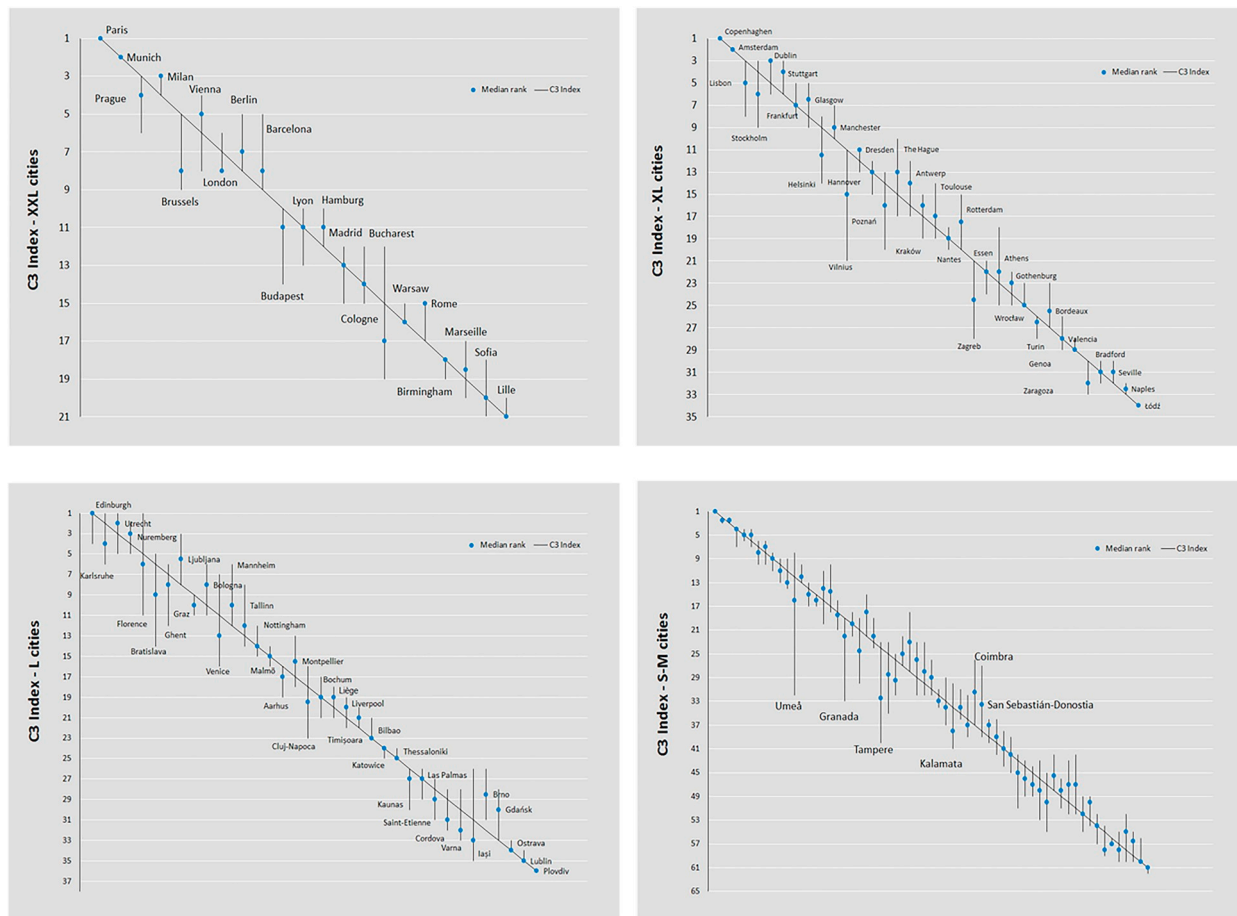 C3 Index - XXL cities
1
3
5
7
9
11
13
15
17
19
21
Paris
Munich
Prague
Milan
Vienna
Brussels
London
Berlin
Barcelona
Budapest
Lyon
Hamburg
Madrid
Bucharest
Cologne
Warsaw
Rome
Birmingham
Marseille
Sofia
Lille
Median rank
C3 Index
C3 Index - XL cities
1
3
5
7
9
11
13
15
17
19
21
23
25
27
29
31
33
35
Copenhaghen
Amsterdam
Lisbon
Stockholm
Dublin
Stuttgart
Frankfurt
Glasgow
Helsinki
Manchester
Vilnius
Dresden
Hannover
Poznań
The Hague
Antwerp
Kraków
Toulouse
Nantes
Rotterdam
Zagreb
Essen
Athens
Gothenburg
Wrocław
Turin
Bordeaux
Valencia
Genoa
Zaragoza
Bradford
Seville
Naples
Łódź
Median rank
C3 Index
C3 Index - L cities
1
3
5
7
9
11
13
15
17
19
21
23
25
27
29
31
33
35
37
Edinburgh
Karlsruhe
Utrecht
Nuremberg
Florence
Bratislava
Ghent
Ljubljana
Graz
Bologna
Venice
Mannheim
Tallinn
Nottingham
Malmö
Aarhus
Montpellier
Cluj-Napoca
Bochum
Liège
Liverpool
Timișoara
Bilbao
Katowice
Thessaloniki
Kaunas
Las Palmas
Saint-Etienne
Cordova
Varna
Iași
Brno
Gdańsk
Ostrava
Lublin
Plovdiv
Median rank
C3 Index
C3 Index - S-M cities
1
5
9
13
17
21
25
29
33
37
41
45
49
53
57
61
65
Umeå
Granada
Tampere
Kalamata
Coimbra
San Sebastián-Donostia
Median rank
C3 Index